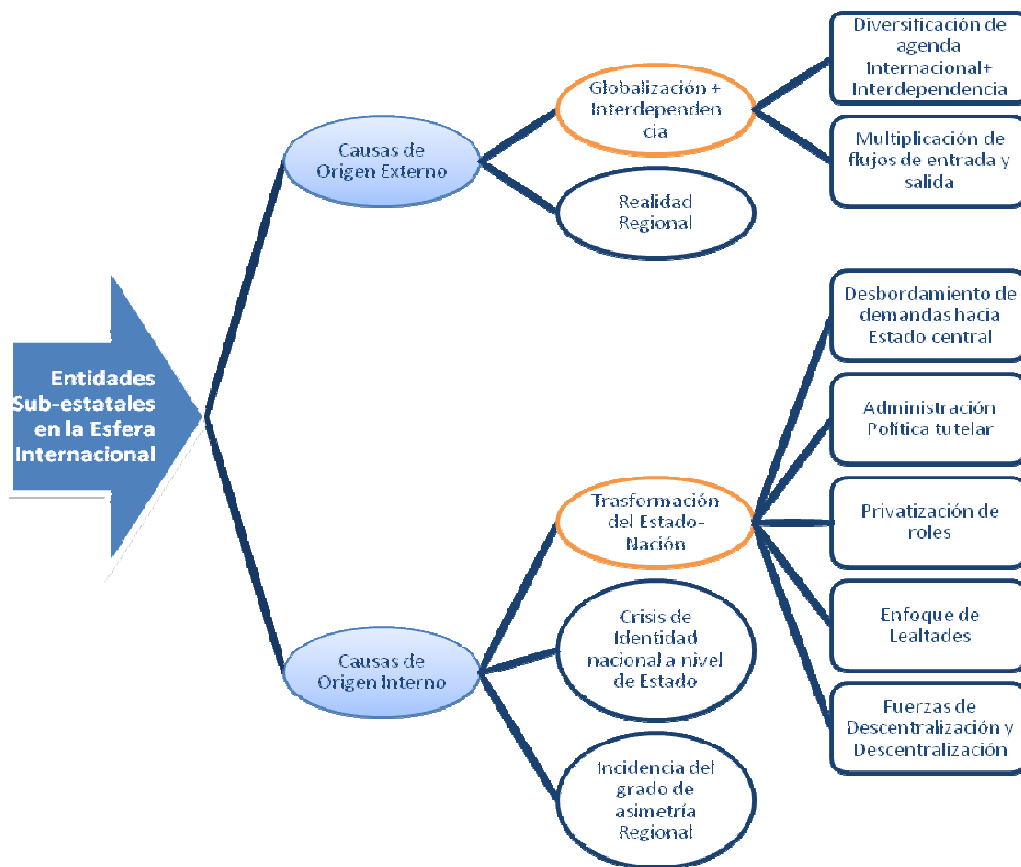 Entidades
Sub-estatales
en la Esfera
Internacional
Causas de
Origen Externo
Globalización +
Interdependen
cia
Diversificación de
agenda
Internacional+
Interdependencia
Multiplicación de
flujos de entrada y
salida
Realidad
Regional
Causas de
Origen Interno
Trasformación
del Estado-
Nación
Desbordamiento de
demandas hacia
Estado central
Administración
Política tutelar
Privatización de
roles
Enfoque de
Lealtades
Fuerzas de
Descentralización y
Descentralización
Crisis de
Identidad
nacional a nivel
de Estado
Incidencia del
grado de
asimetría
Regional